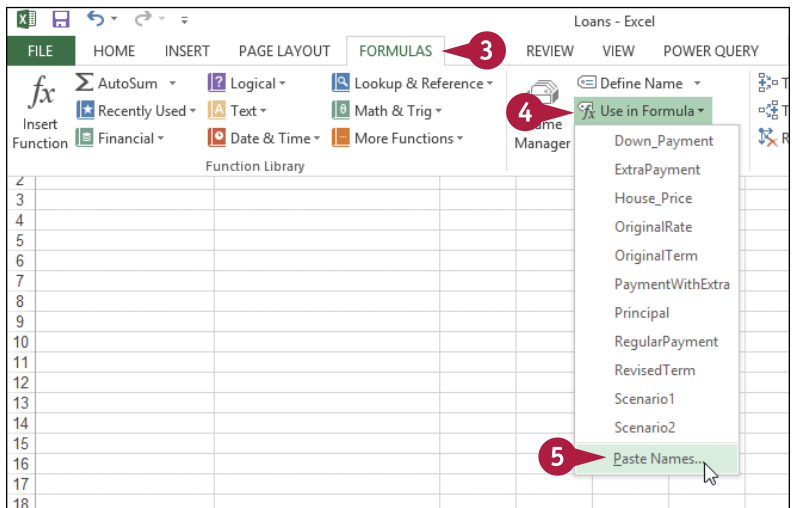 Loans - Excel
FILE HOME INSERT PAGE LAYOUT FORMULAS 3 REVIEW VIEW POWER QUERY
fx Insert Function
AutoSum
Recently Used
Financial
Logical
Text
Date & Time
Lookup & Reference
Math & Trig
More Functions
Function Library
Manager
Define Name
4 Use in Formula
Down_Payment
ExtraPayment
House_Price
OriginalRate
OriginalTerm
PaymentWithExtra
Principal
RegularPayment
RevisedTerm
Scenario1
Scenario2
5 Paste Names...
2
3
4
5
6
7
8
9
10
11
12
13
14
15
16
17
18